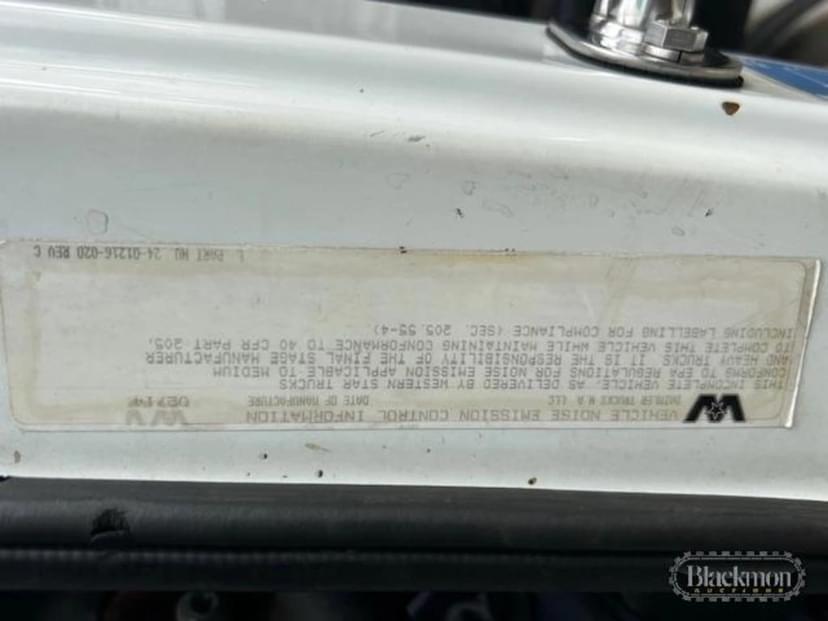 VEHICLE NOISE EMISSION CONTROL INFORMATION
DAIMLER TRUCKS N.A. LLC DATE OF MANUFACTURE
THIS INCOMPLETE VEHICLE, AS DELIVERED BY WESTERN STAR TRUCKS
CONFORMS TO EPA REGULATIONS FOR NOISE EMISSION APPLICABLE TO MEDIUM
AND HEAVY TRUCKS. IT IS THE RESPONSIBILITY OF THE FINAL STAGE MANUFACTURER
TO COMPLETE THIS VEHICLE WHILE MAINTAINING CONFORMANCE TO 40 CFR PART 205,
INCLUDING LABELLING FOR COMPLIANCE (SEC. 205.55-4)
PART NO. 24-01216-020 REV C
Blackmon
AUCTIONS